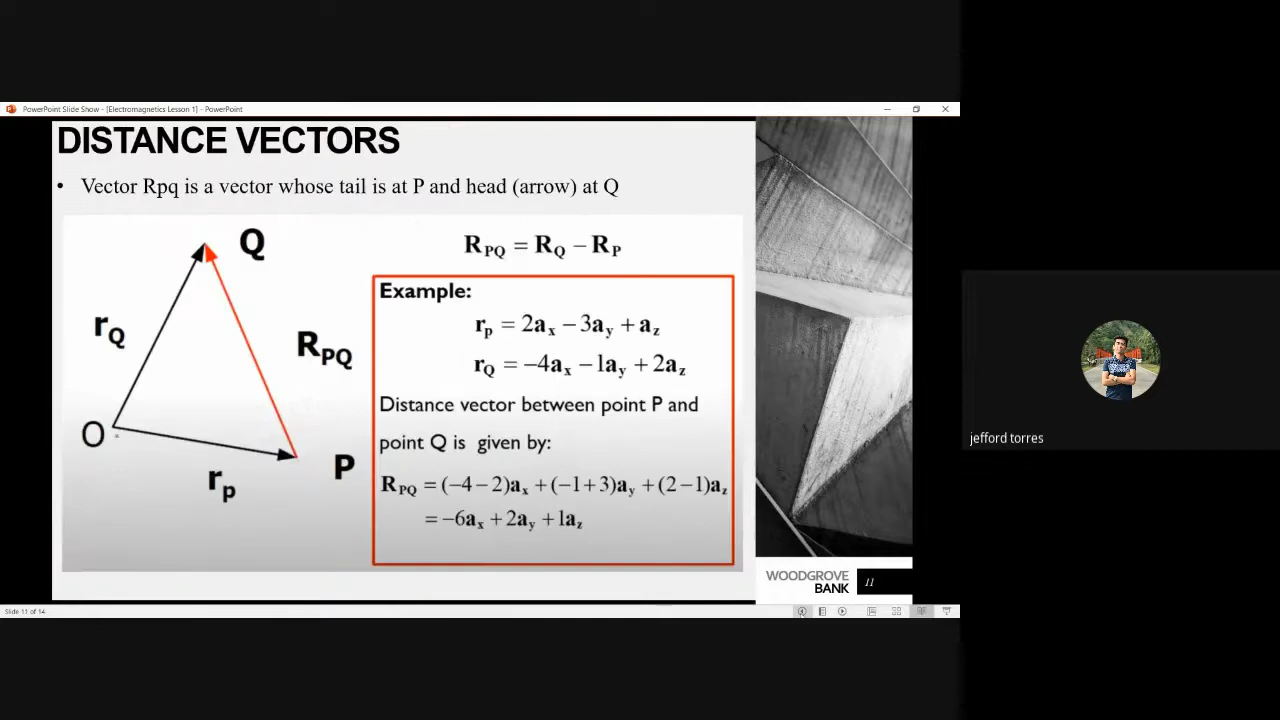 PowerPoint Slide Show - [Electromagnetics Lesson 1] - PowerPoint
DISTANCE VECTORS
• Vector Rpq is a vector whose tail is at P and head (arrow) at Q
Q
r_Q
R_PQ
O
r_p
P
R_PQ = R_Q − R_P
Example:
r_p = 2a_x − 3a_y + a_z
r_Q = −4a_x − 1a_y + 2a_z
Distance vector between point P and
point Q is given by:
R_PQ = (−4−2)a_x + (−1+3)a_y + (2−1)a_z
= −6a_x + 2a_y + 1a_z
WOODGROVE
BANK
11
Slide 11 of 14
jefford torres